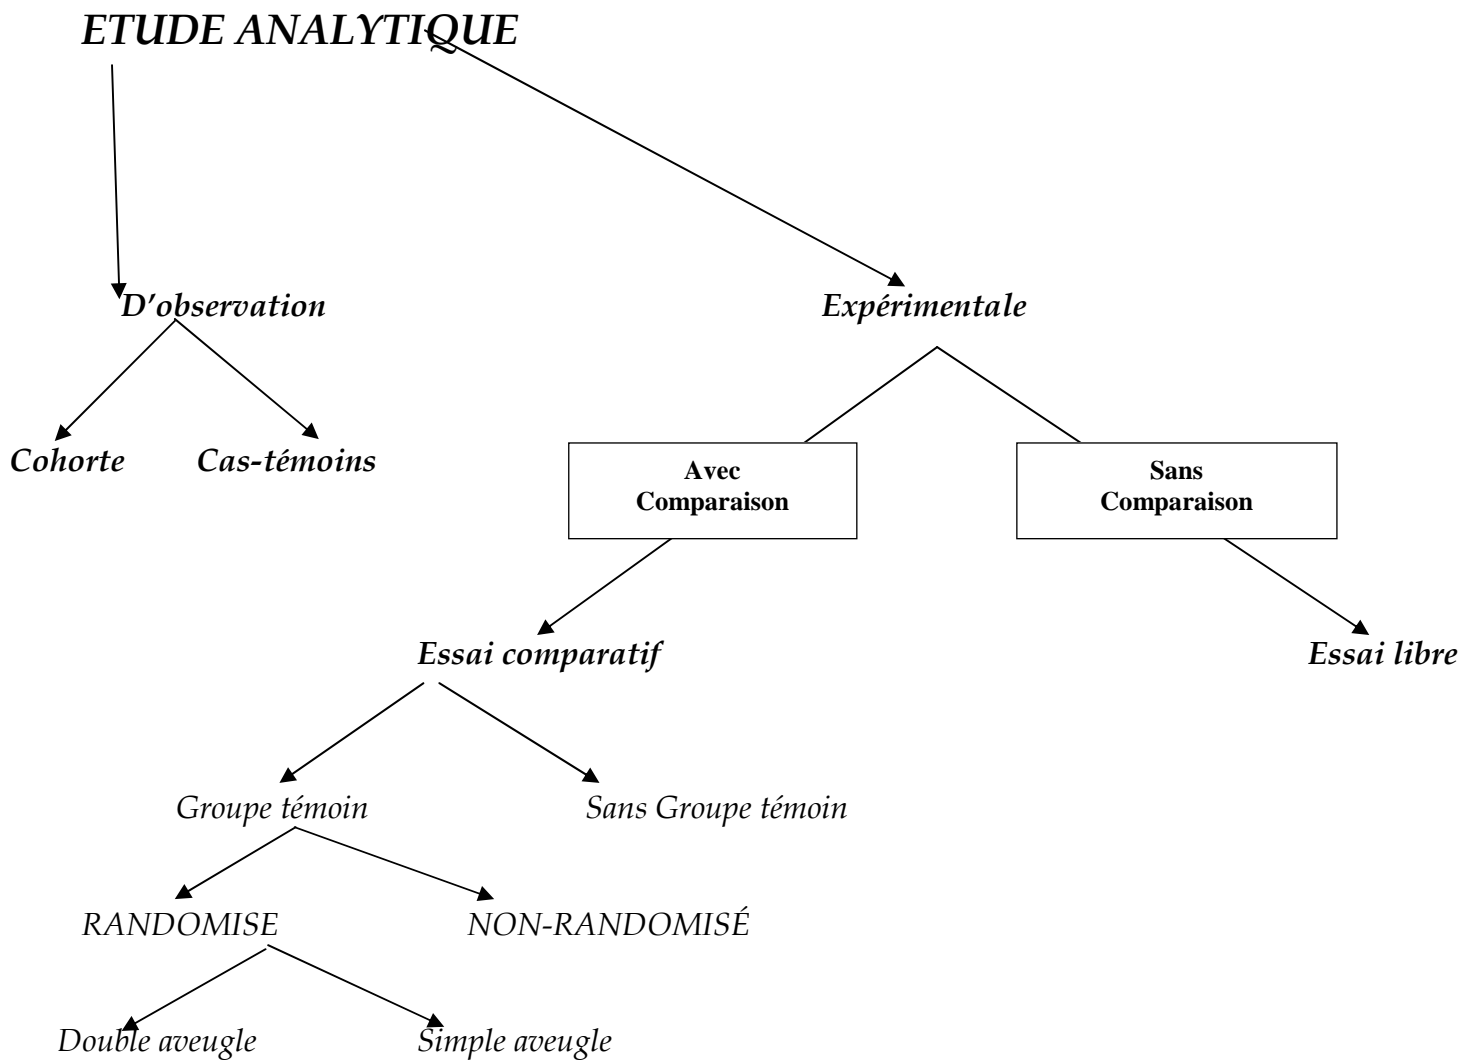 ETUDE ANALYTIQUE
D'observation
Expérimentale
Cohorte
Cas-témoins
Avec
Comparaison
Sans
Comparaison
Essai comparatif
Essai libre
Groupe témoin
Sans Groupe témoin
RANDOMISE
NON-RANDOMISÉ
Double aveugle
Simple aveugle